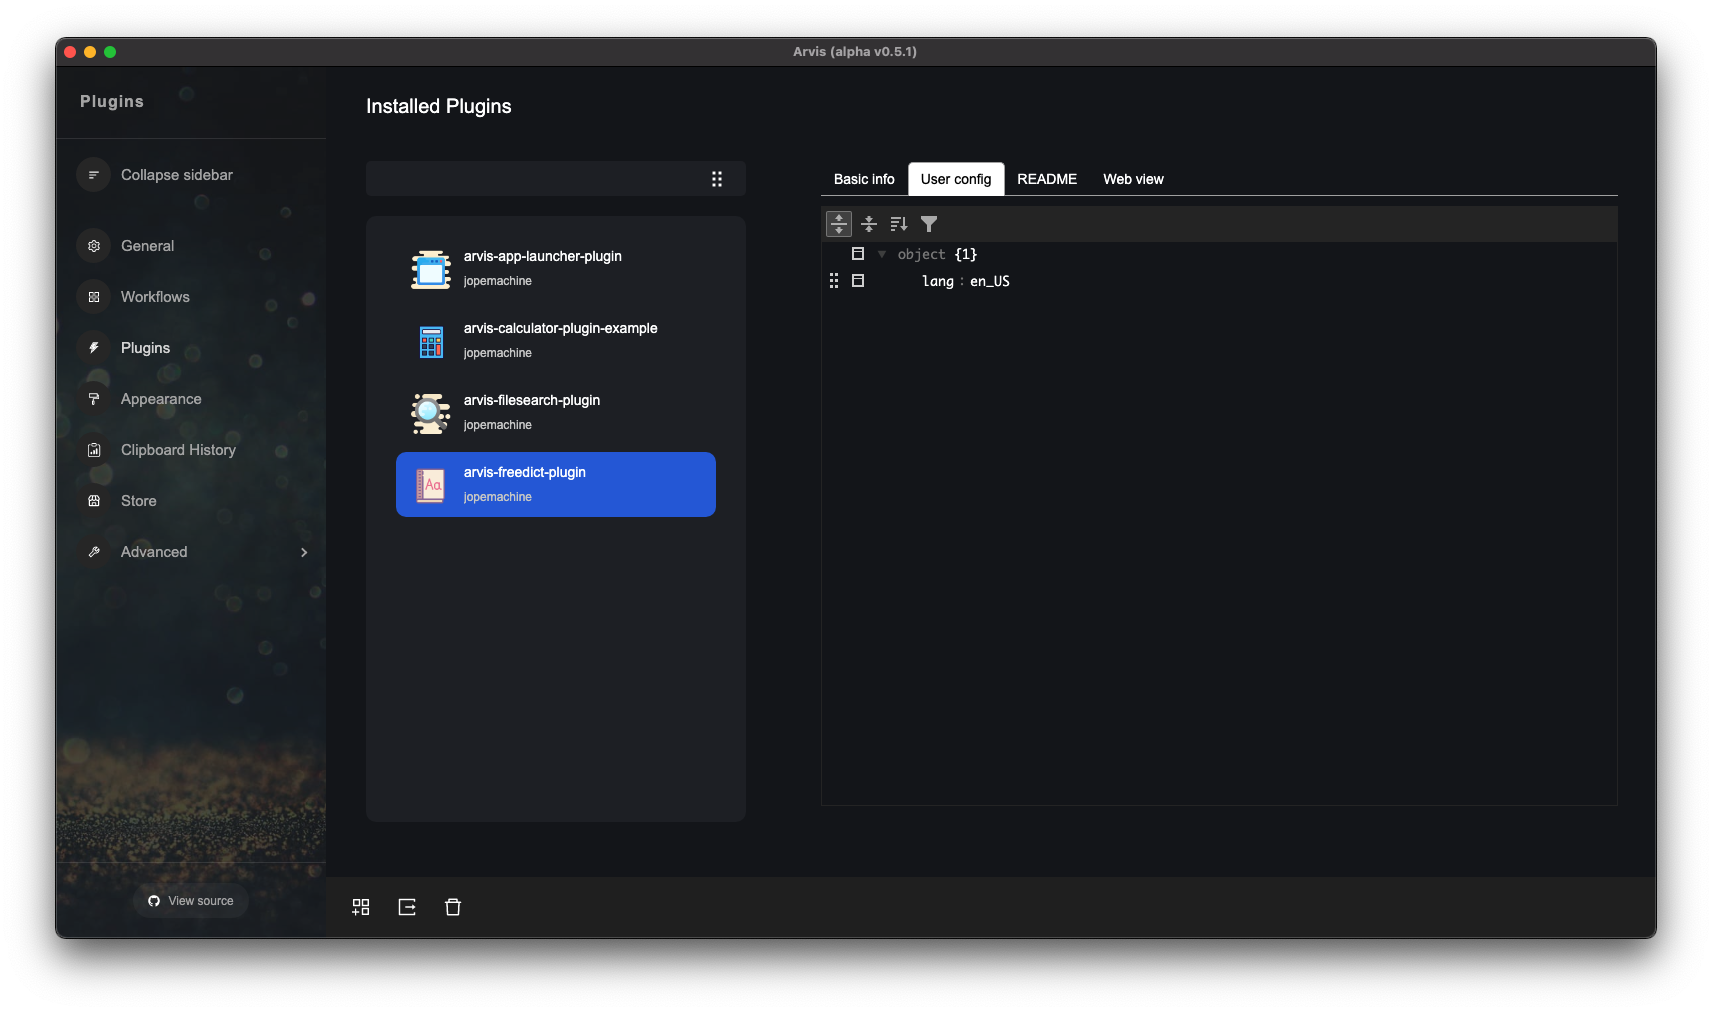 Arvis (alpha v0.5.1)
Plugins
Collapse sidebar
General
Workflows
Plugins
Appearance
Clipboard History
Store
Advanced
View source
Installed Plugins
arvis-app-launcher-plugin
jopemachine
arvis-calculator-plugin-example
jopemachine
arvis-filesearch-plugin
jopemachine
Aa
arvis-freedict-plugin
jopemachine
Basic info User config README Web view
object {1}
lang : en_US